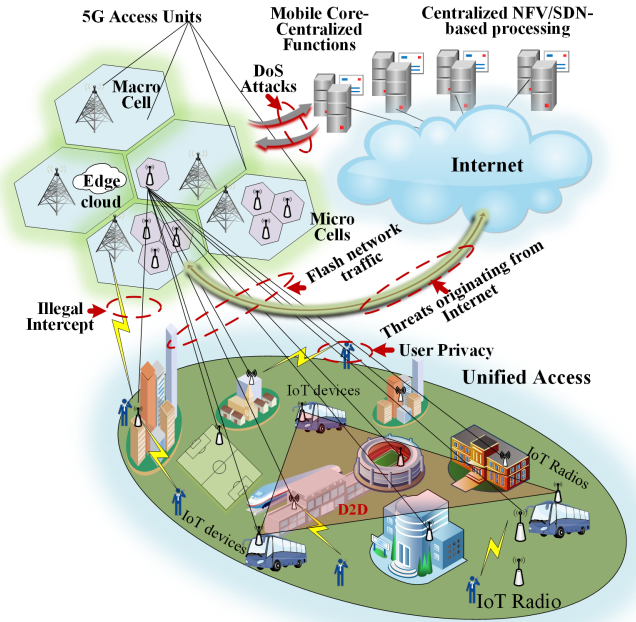 5G Access Units
Mobile Core-
Centralized
Functions
Centralized NFV/SDN-
based processing
DoS
Attacks
Macro
Cell
Internet
Edge
cloud
Micro
Cells
Flash network
traffic
Threats originating from
Internet
Illegal
Intercept
User Privacy
Unified Access
IoT devices
IoT Radios
D2D
IoT devices
IoT Radio